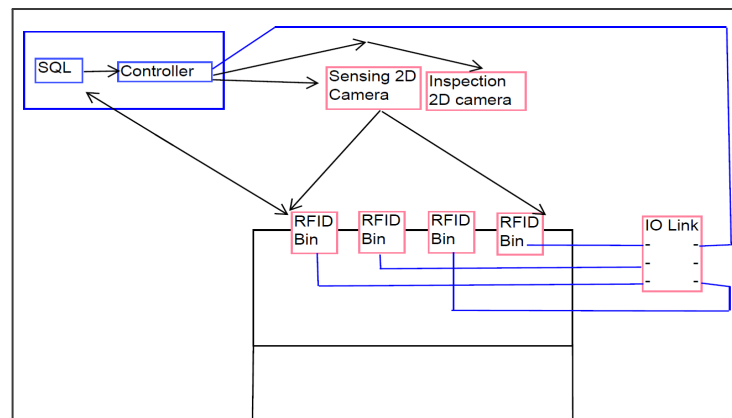 SQL
Controller
Sensing 2D
Camera
Inspection
2D camera
RFID
Bin
RFID
Bin
RFID
Bin
RFID
Bin
IO Link